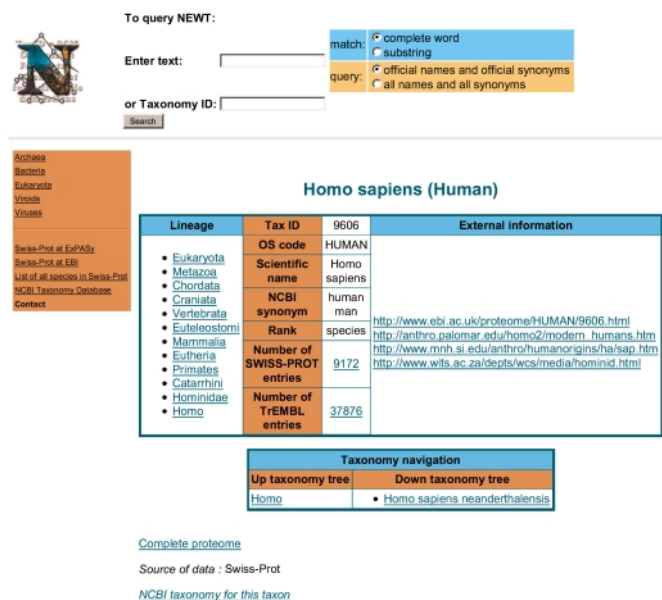 To query NEWT:
Enter text:
match:
complete word
substring
query:
official names and official synonyms
all names and all synonyms
or Taxonomy ID:
Search
N
Archaea
Bacteria
Eukaryota
Viroids
Viruses
Swiss-Prot at ExPASy
Swiss-Prot at EBI
List of all species in Swiss-Prot
NCBI Taxonomy Database
Contact
Homo sapiens (Human)
Lineage
Eukaryota
Metazoa
Chordata
Craniata
Vertebrata
Euteleostomi
Mammalia
Eutheria
Primates
Catarrhini
Hominidae
Homo
Tax ID 9606
OS code HUMAN
Scientific name Homo sapiens
NCBI synonym human man
Rank species
Number of SWISS-PROT entries 9172
Number of TrEMBL entries 37876
External information
http://www.ebi.ac.uk/proteome/HUMAN/9606.html
http://anthro.palomar.edu/homo2/modern_humans.htm
http://www.mnh.si.edu/anthro/humanorigins/ha/sap.htm
http://www.wits.ac.za/depts/wcs/media/hominid.html
Taxonomy navigation
Up taxonomy tree Down taxonomy tree
Homo Homo sapiens neanderthalensis
Complete proteome
Source of data : Swiss-Prot
NCBI taxonomy for this taxon